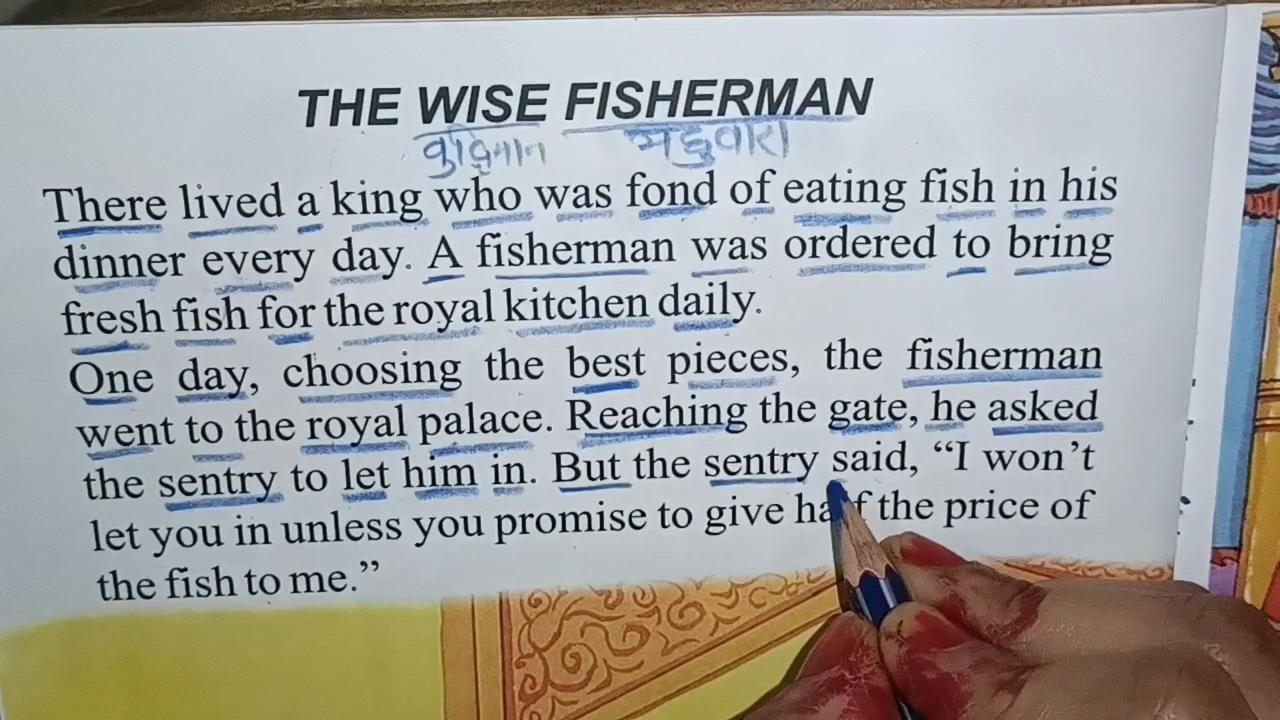 THE WISE FISHERMAN
बुद्धिमान मछुवारा
There lived a king who was fond of eating fish in his
dinner every day. A fisherman was ordered to bring
fresh fish for the royal kitchen daily.
One day, choosing the best pieces, the fisherman
went to the royal palace. Reaching the gate, he asked
the sentry to let him in. But the sentry said, “I won’t
let you in unless you promise to give half the price of
the fish to me.”